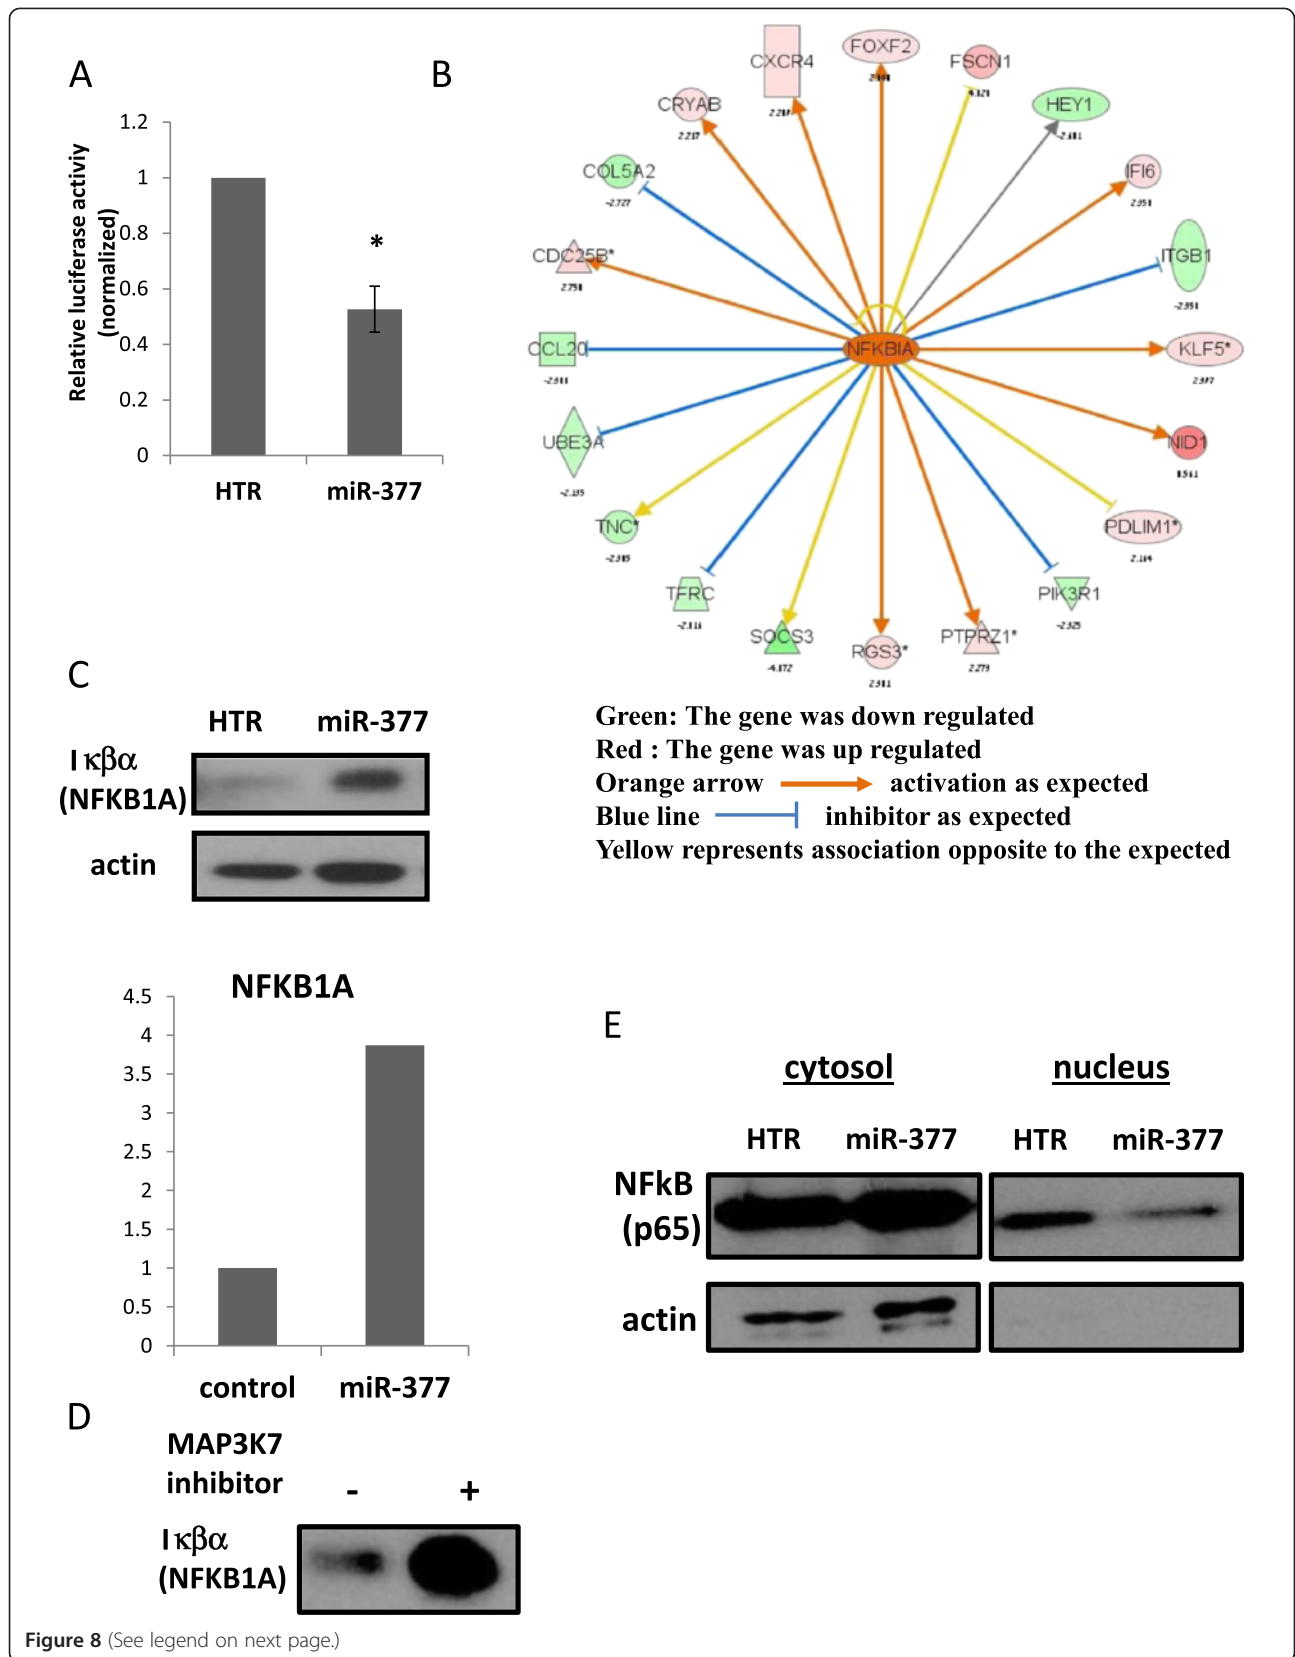 A
Relative luciferase activiy
(normalized)
1.2
1
0.8
0.6
0.4
0.2
0
*
HTR
miR-377
B
FOXF2
CXCR4
FSCN1
CRYAB
HEY1
COL5A2
IFI6
CDC25B*
ITGB1
CCL20
NFKBIA
KLF5*
UBE3A
NID1
TNC*
PDLIM1*
TFRC
PIK3R1
SOCS3
RGS3*
PTPRZ1*
Green: The gene was down regulated
Red : The gene was up regulated
Orange arrow activation as expected
Blue line inhibitor as expected
Yellow represents association opposite to the expected
C
HTR miR-377
Iκβα
(NFKB1A)
actin
NFKB1A
4.5
4
3.5
3
2.5
2
1.5
1
0.5
0
control miR-377
D
MAP3K7
inhibitor - +
Iκβα
(NFKB1A)
E
cytosol nucleus
HTR miR-377 HTR miR-377
NFkB
(p65)
actin
Figure 8 (See legend on next page.)